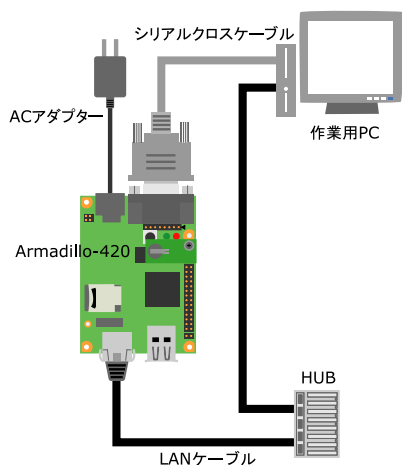 シリアルクロスケーブル
ACアダプター
作業用PC
Armadillo-420
HUB
LANケーブル